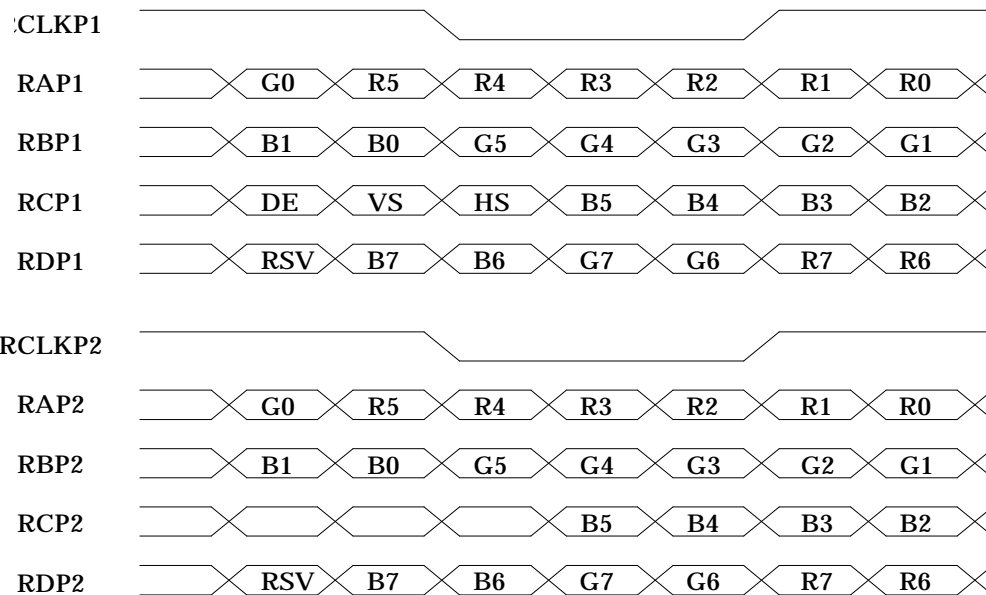 CLKP1
RAP1 G0 R5 R4 R3 R2 R1 R0
RBP1 B1 B0 G5 G4 G3 G2 G1
RCP1 DE VS HS B5 B4 B3 B2
RDP1 RSV B7 B6 G7 G6 R7 R6
RCLKP2
RAP2 G0 R5 R4 R3 R2 R1 R0
RBP2 B1 B0 G5 G4 G3 G2 G1
RCP2 B5 B4 B3 B2
RDP2 RSV B7 B6 G7 G6 R7 R6